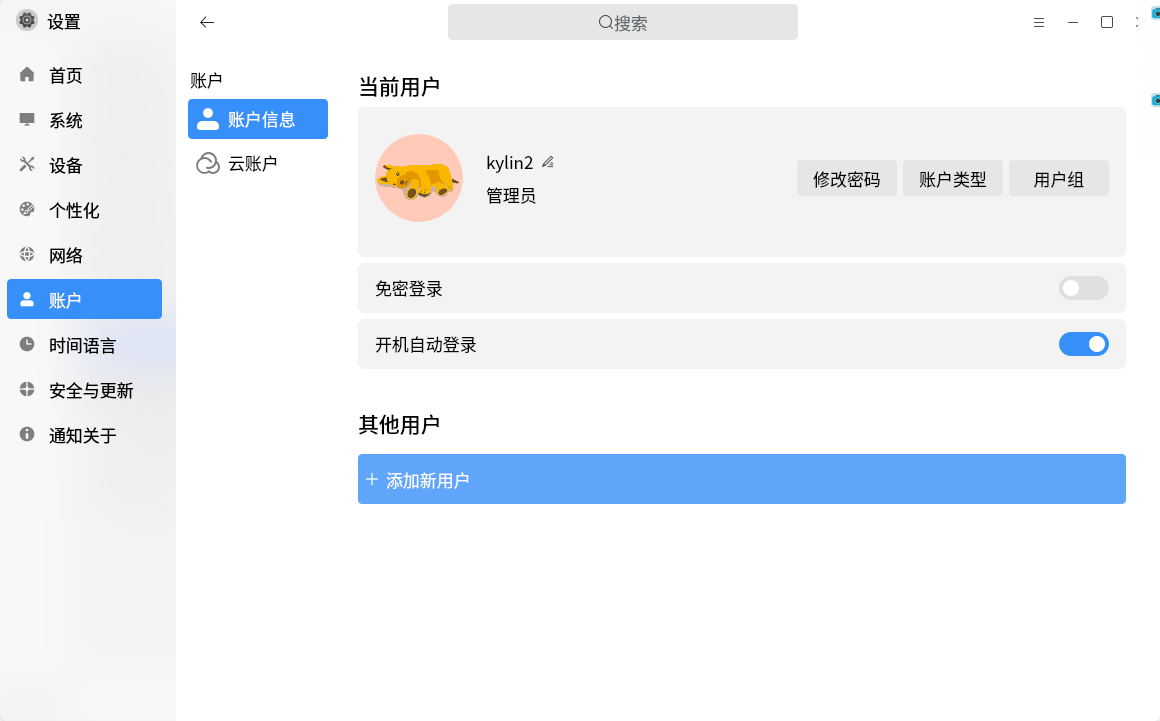 设置
搜索
首页
系统
设备
个性化
网络
账户
时间语言
安全与更新
通知关于
账户
账户信息
云账户
当前用户
kylin2
管理员
修改密码
账户类型
用户组
免密登录
开机自动登录
其他用户
添加新用户